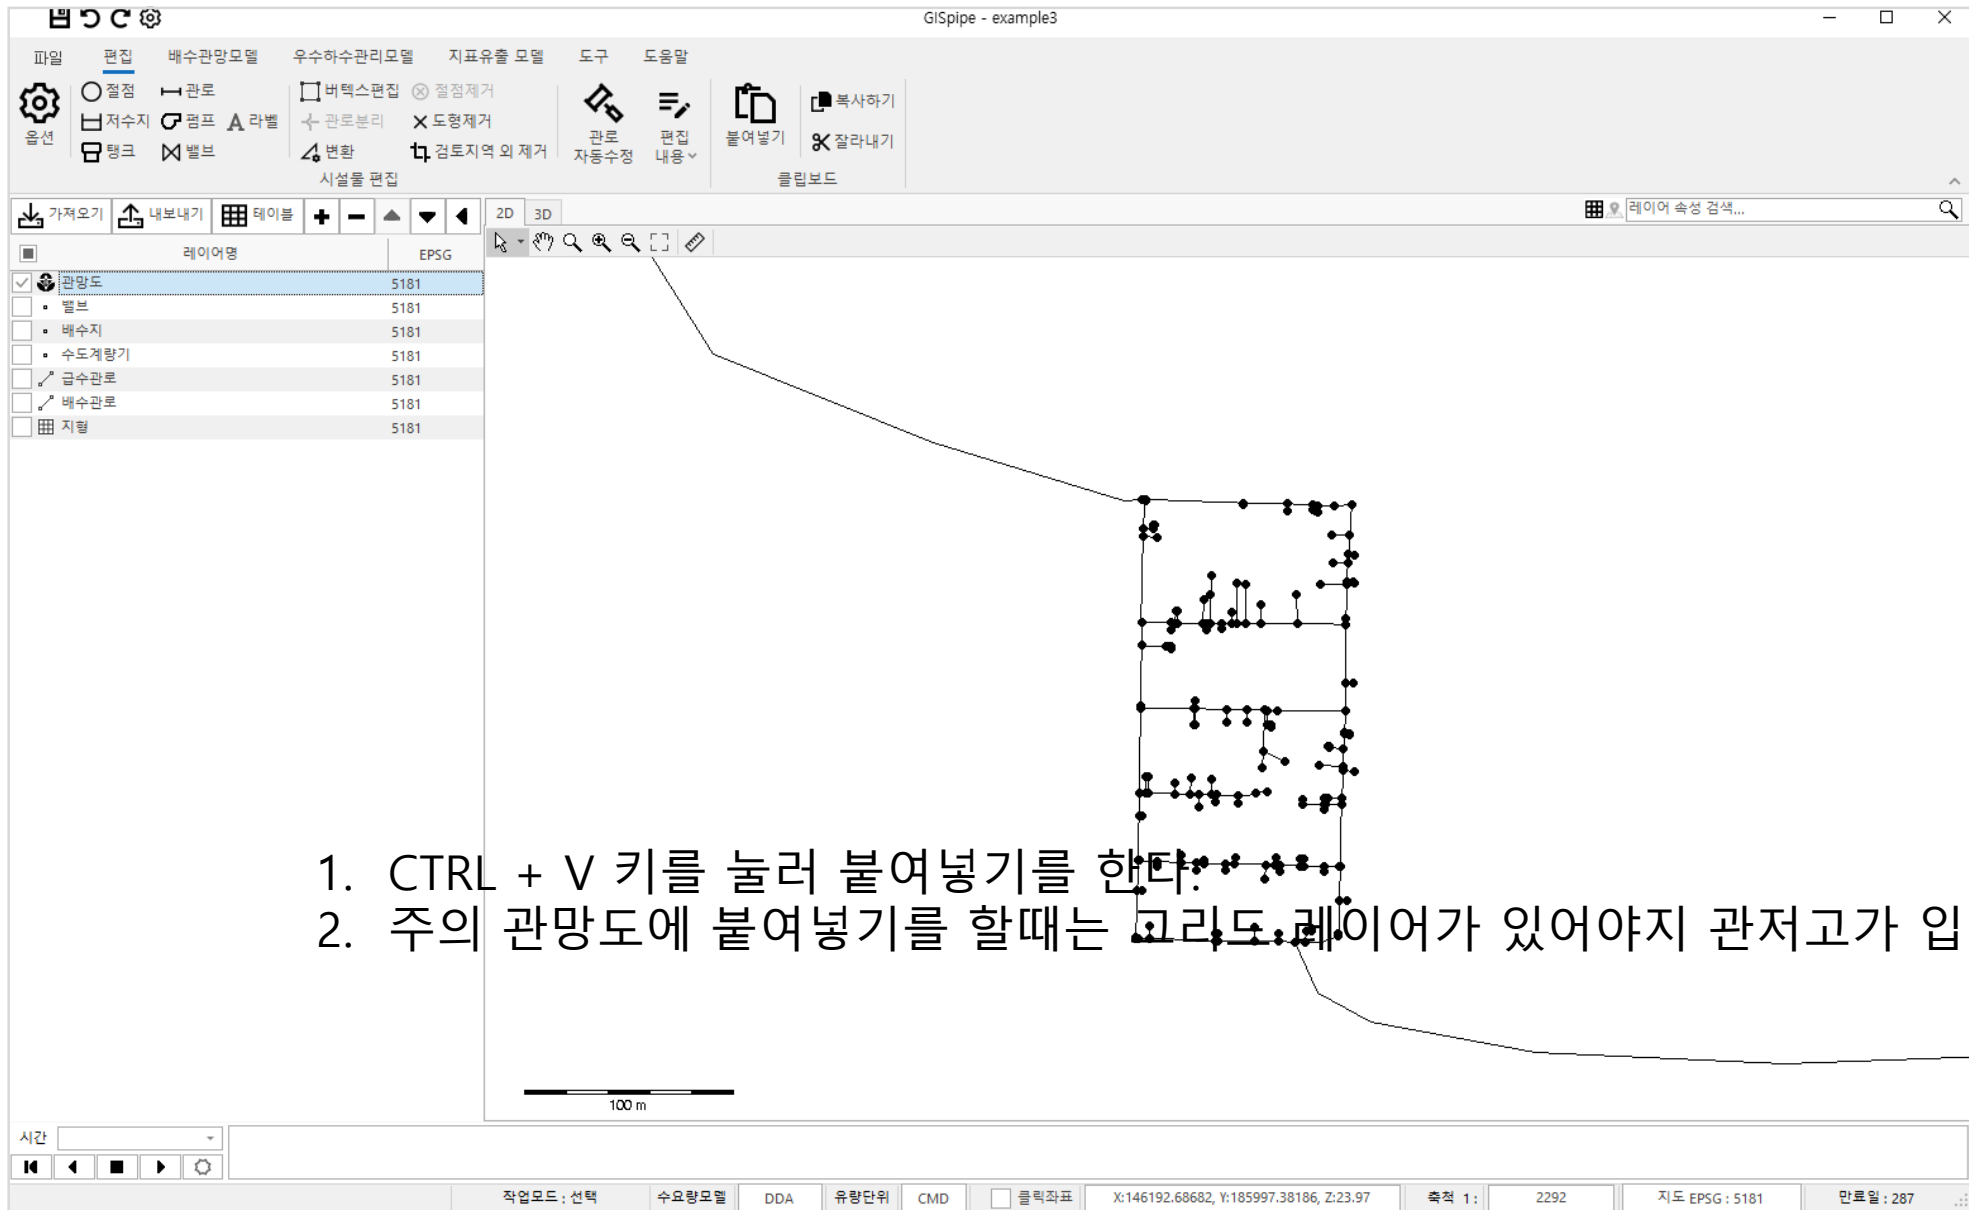 GISpipe - example3
파일 편집 배수관망모델 우수하수관리모델 지표유출 모델 도구 도움말
옵션
절점 관로
저수지 펌프 A 라벨
탱크 밸브
버텍스편집 절점제거
관로분리 도형제거
변환 검토지역 외 제거
시설물 편집
관로
자동수정
편집
내용
붙여넣기
복사하기
잘라내기
클립보드
가져오기 내보내기 테이블
2D 3D
레이어 속성 검색...
레이어명 EPSG
관망도 5181
밸브 5181
배수지 5181
수도계량기 5181
급수관로 5181
배수관로 5181
지형 5181
1. CTRL + V 키를 눌러 붙여넣기를 한다.
2. 주의 관망도에 붙여넣기를 할때는 그리드 레이어가 있어야지 관저고가 입
100 m
시간
작업모드 : 선택 수요량모델 DDA 유량단위 CMD 클릭좌표 X:146192.68682, Y:185997.38186, Z:23.97 축척 1 : 2292 지도 EPSG : 5181 만료일 : 287